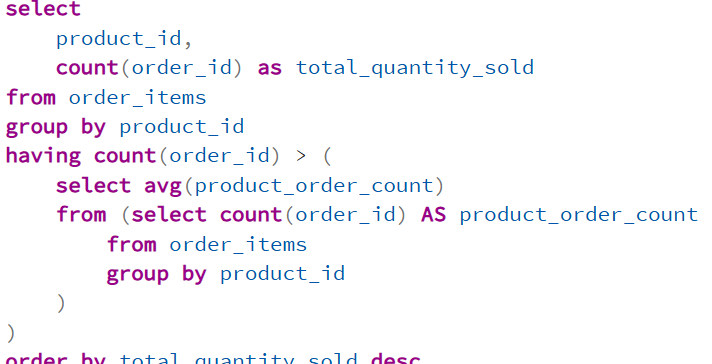 select
    product_id,
    count(order_id) as total_quantity_sold
from order_items
group by product_id
having count(order_id) > (
    select avg(product_order_count)
    from (select count(order_id) AS product_order_count
        from order_items
        group by product_id
    )
)
order by total_quantity_sold desc